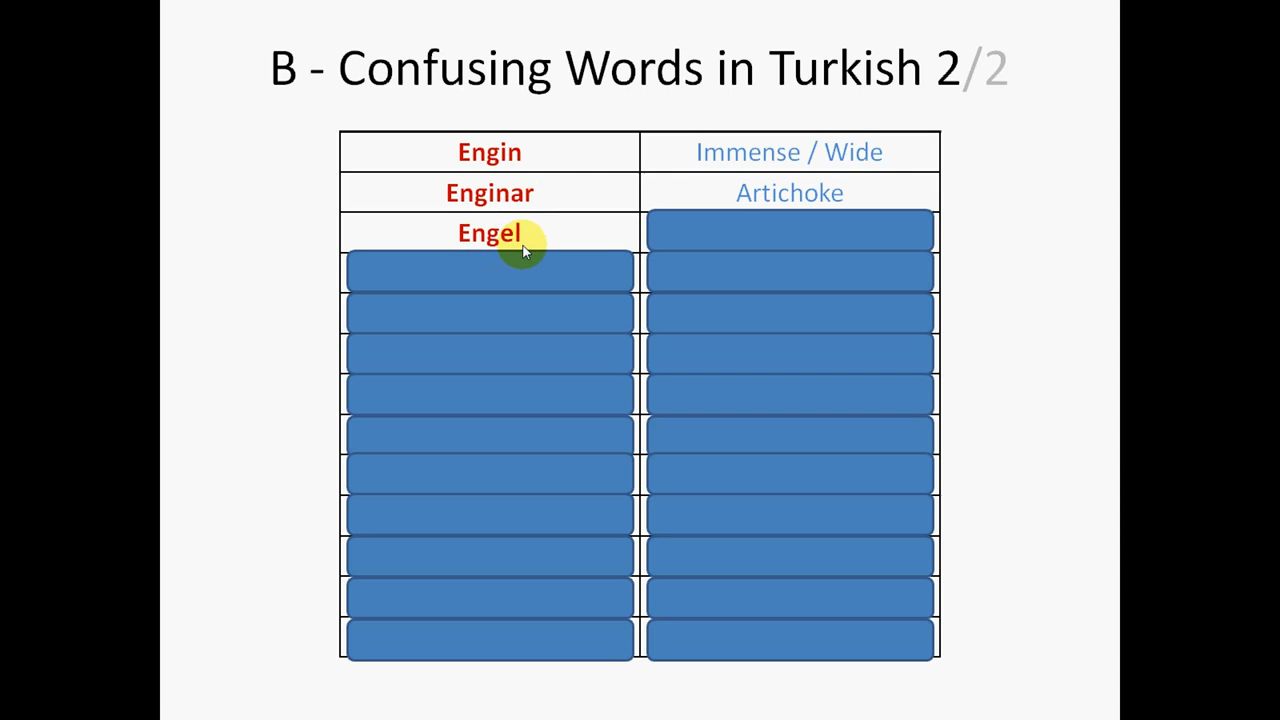 B - Confusing Words in Turkish 2/2
Engin Immense / Wide
Enginar Artichoke
Engel